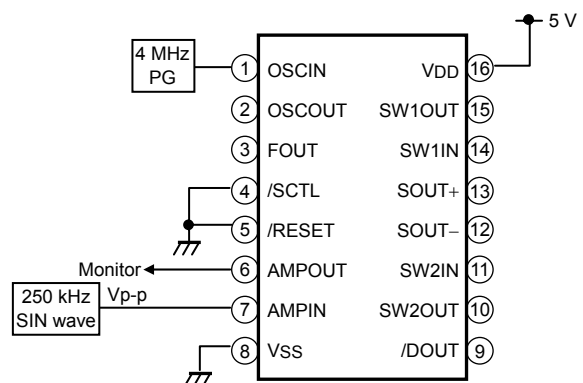 5 V
4 MHz
PG
1 OSCIN VDD 16
2 OSCOUT SW1OUT 15
3 FOUT SW1IN 14
4 /SCTL SOUT+ 13
5 /RESET SOUT− 12
Monitor 6 AMPOUT SW2IN 11
250 kHz
SIN wave
Vp-p 7 AMPIN SW2OUT 10
8 VSS /DOUT 9